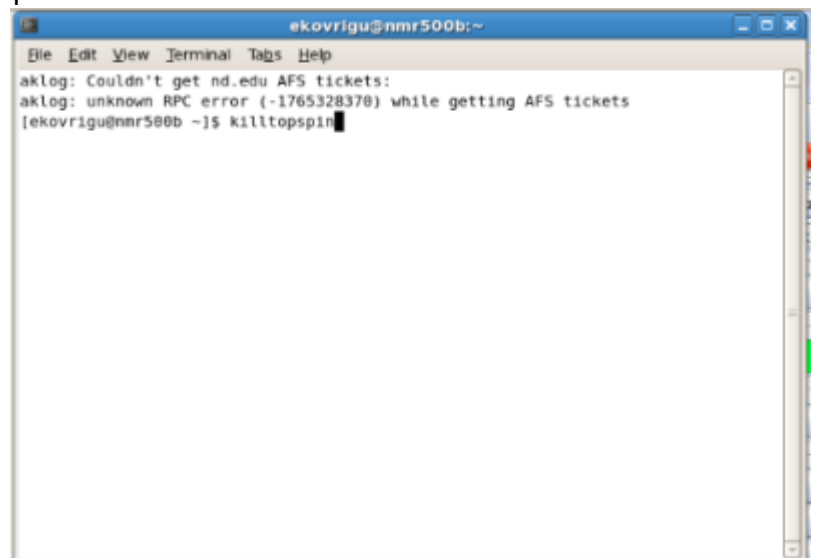 ekovrigu@nmr500b:~
File Edit View Terminal Tabs Help
aklog: Couldn't get nd.edu AFS tickets:
aklog: unknown RPC error (-1765328370) while getting AFS tickets
[ekovrigu@nmr500b ~]$ killtopspin